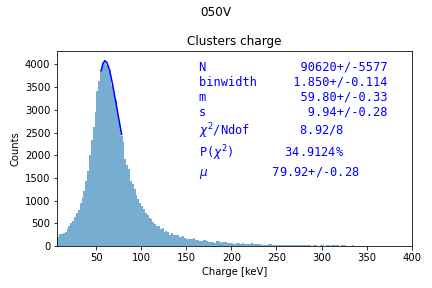 050V
Clusters charge
N 90620+/-5577
binwidth 1.850+/-0.114
m 59.80+/-0.33
s 9.94+/-0.28
χ²/Ndof 8.92/8
P(χ²) 34.9124%
μ 79.92+/-0.28
Counts
4000
3500
3000
2500
2000
1500
1000
500
0
50 100 150 200 250 300 350 400
Charge [keV]